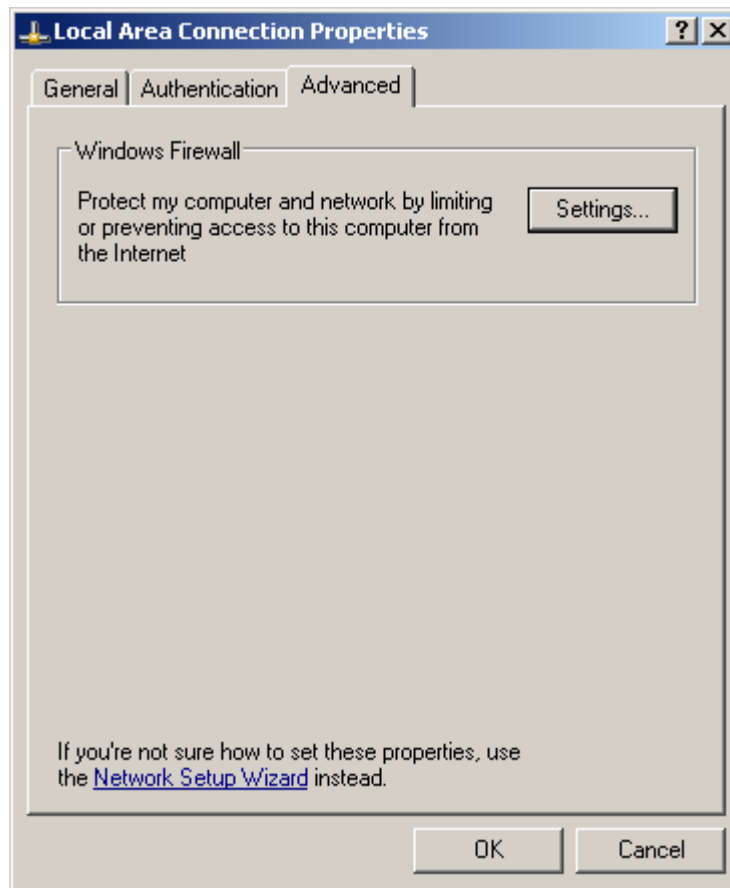 Local Area Connection Properties
General Authentication Advanced
Windows Firewall
Protect my computer and network by limiting
or preventing access to this computer from
the Internet
Settings...
If you're not sure how to set these properties, use
the Network Setup Wizard instead.
OK Cancel